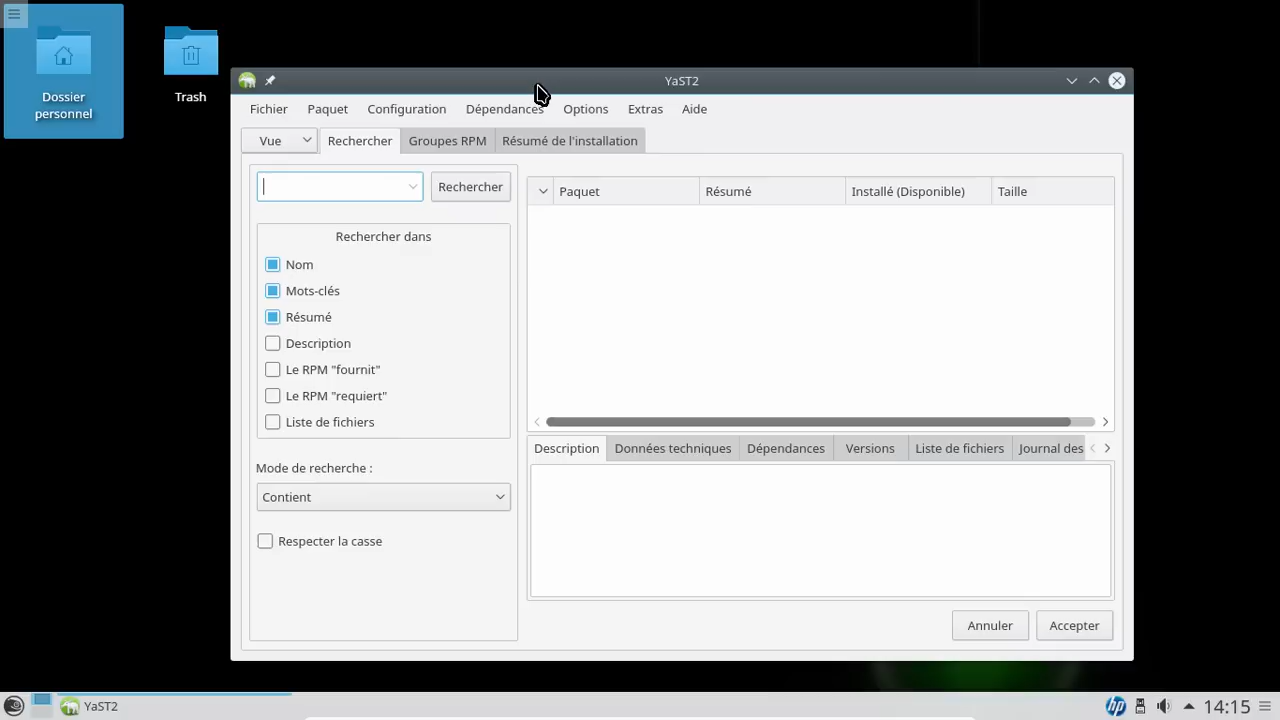 Dossier
personnel
Trash
YaST2
Fichier Paquet Configuration Dépendances Options Extras Aide
Vue Rechercher Groupes RPM Résumé de l'installation
Rechercher
Paquet Résumé Installé (Disponible) Taille
Rechercher dans
Nom
Mots-clés
Résumé
Description
Le RPM "fournit"
Le RPM "requiert"
Liste de fichiers
Mode de recherche :
Contient
Respecter la casse
Description Données techniques Dépendances Versions Liste de fichiers Journal des
Annuler Accepter
YaST2
hp
14:15